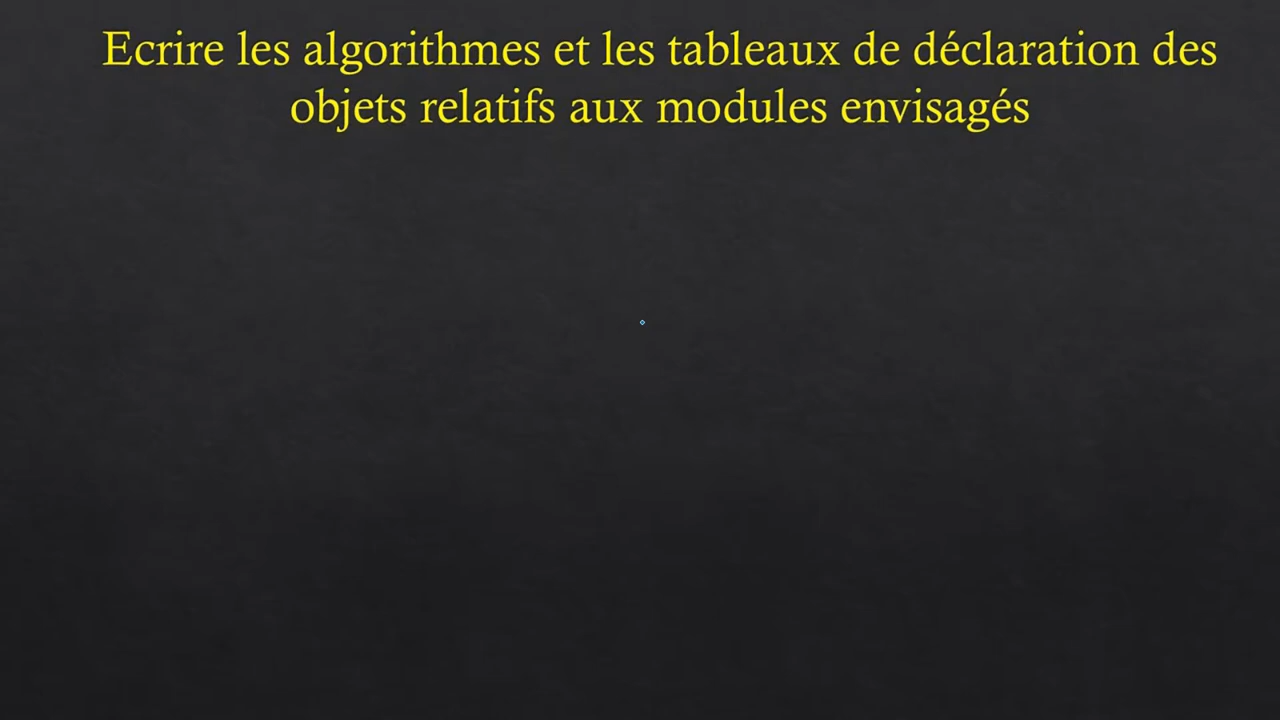 Ecrire les algorithmes et les tableaux de déclaration des
objets relatifs aux modules envisagés